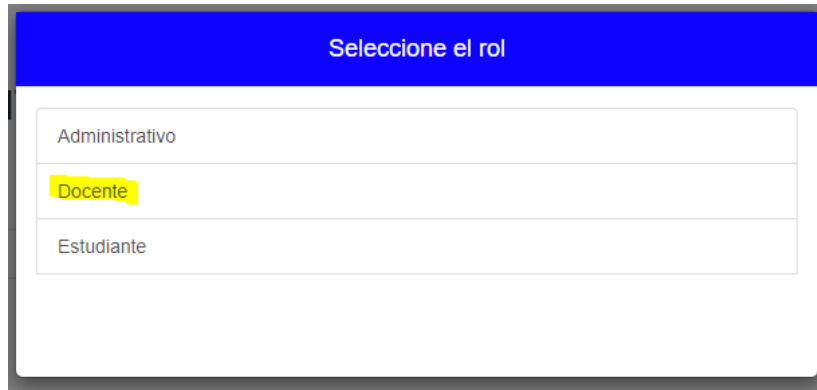 Seleccione el rol
Administrativo
Docente
Estudiante